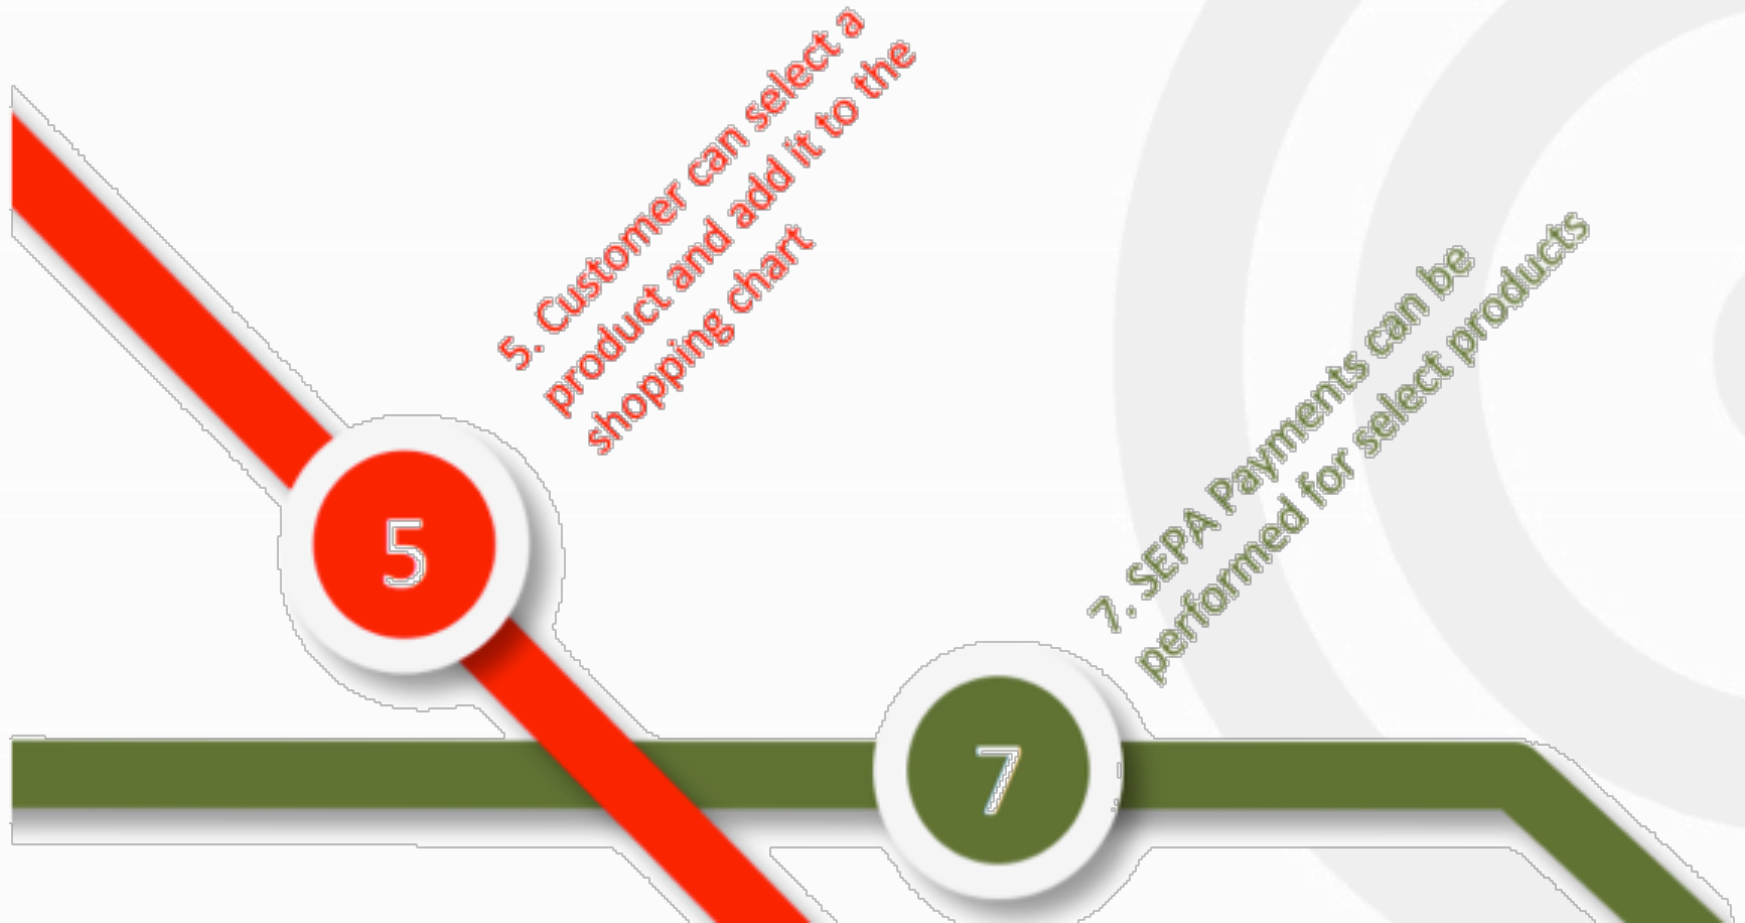 5. Customer can select a
product and add it to the
shopping chart
7. SEPA Payments can be
performed for select products
5
7